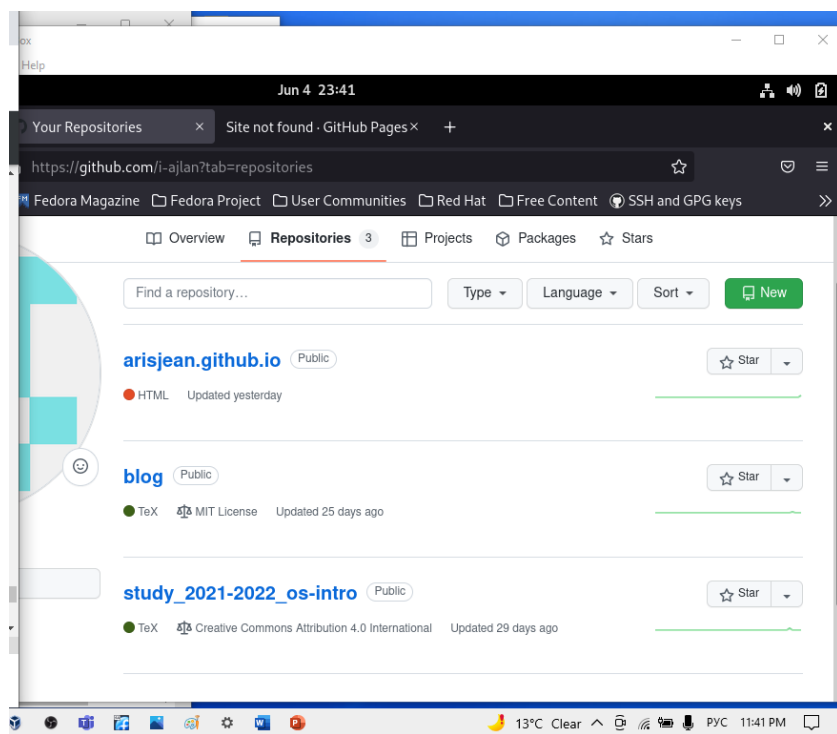 ox
Help
Jun 4 23:41
Your Repositories
Site not found · GitHub Pages
https://github.com/i-ajlan?tab=repositories
Fedora Magazine Fedora Project User Communities Red Hat Free Content SSH and GPG keys
Overview Repositories 3 Projects Packages Stars
Find a repository… Type Language Sort New
arisjean.github.io Public Star
HTML Updated yesterday
blog Public Star
TeX MIT License Updated 25 days ago
study_2021-2022_os-intro Public Star
TeX Creative Commons Attribution 4.0 International Updated 29 days ago
13°C Clear РУС 11:41 PM